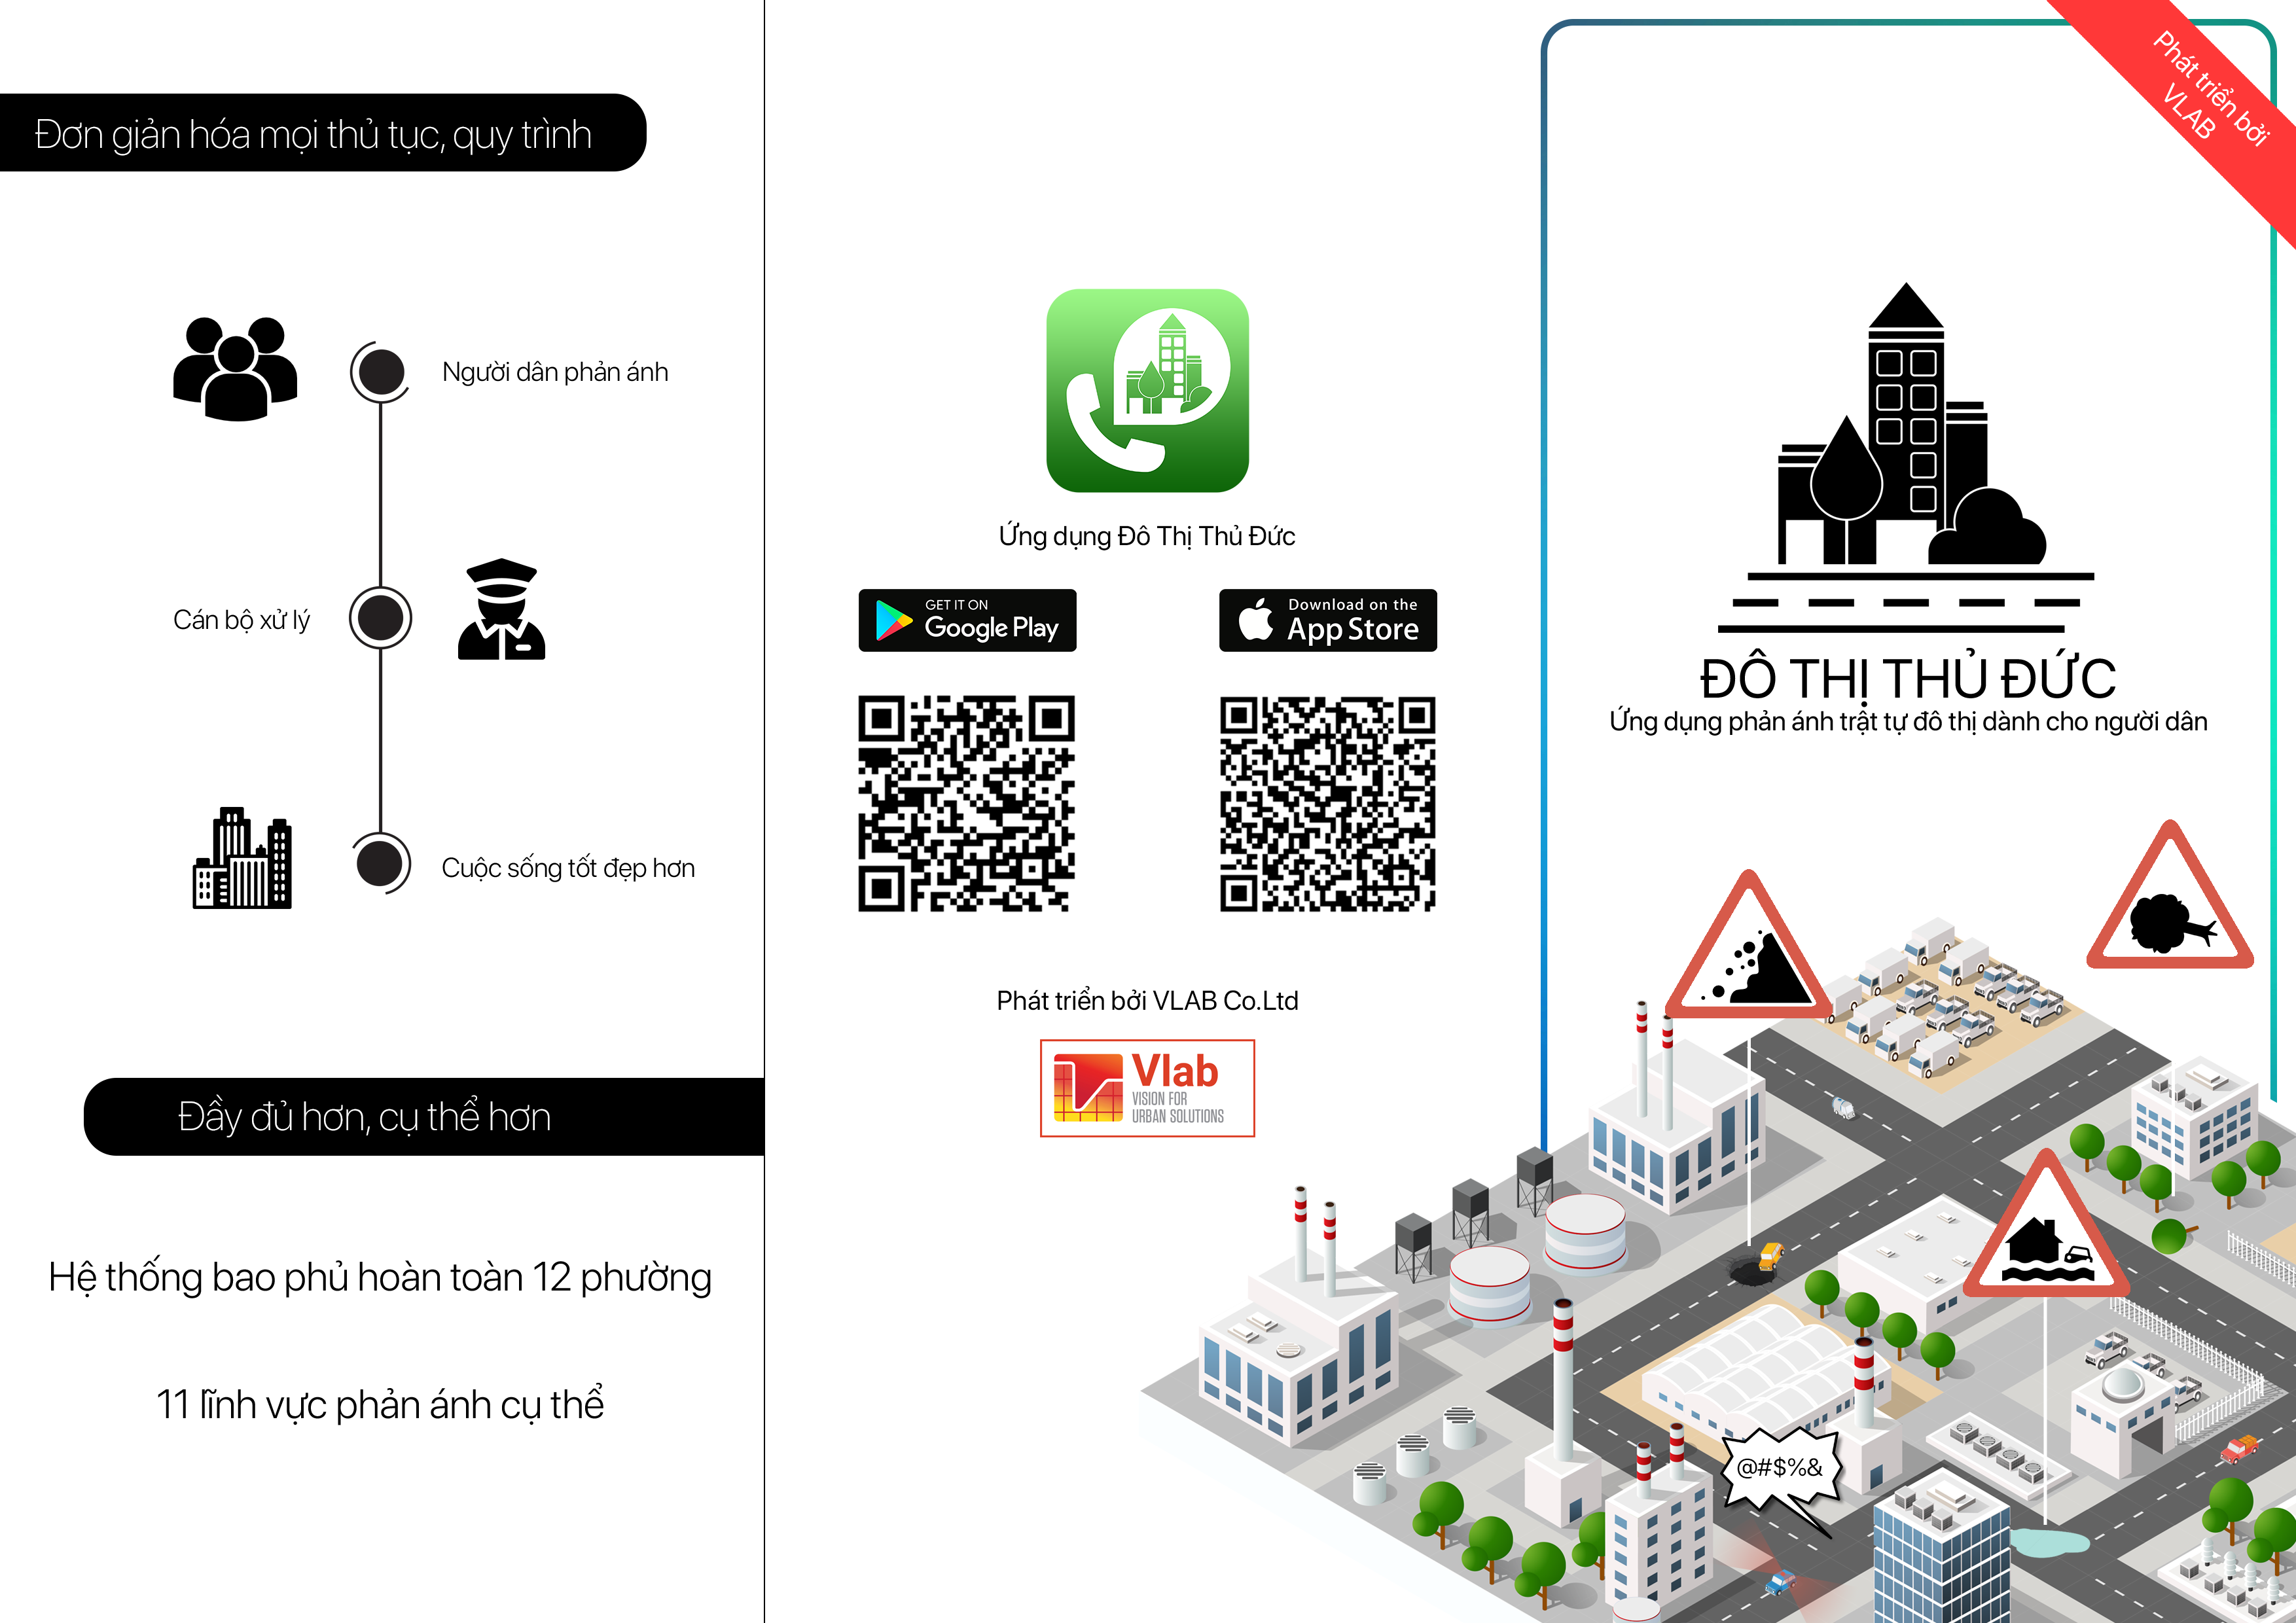 Đơn giản hóa mọi thủ tục, quy trình
Người dân phản ánh
Cán bộ xử lý
Cuộc sống tốt đẹp hơn
Đầy đủ hơn, cụ thể hơn
Hệ thống bao phủ hoàn toàn 12 phường
11 lĩnh vực phản ánh cụ thể
Ứng dụng Đô Thị Thủ Đức
GET IT ON
Google Play
Download on the
App Store
Phát triển bởi VLAB Co.Ltd
Vlab
VISION FOR
URBAN SOLUTIONS
Phát triển bởi
VLAB
ĐÔ THỊ THỦ ĐỨC
Ứng dụng phản ánh trật tự đô thị dành cho người dân
@#$%&